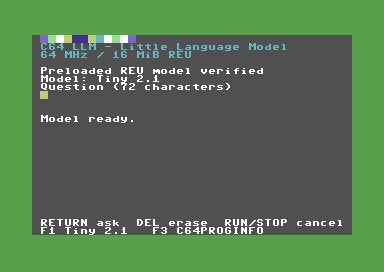 C64 LLM - Little Language Model
64 MHz / 16 MiB REU
Preloaded REU model verified
Model: Tiny 2.1
Question (72 characters)
Model ready.
RETURN ask  DEL erase  RUN/STOP cancel
F1 Tiny 2.1   F3 C64PROGINFO